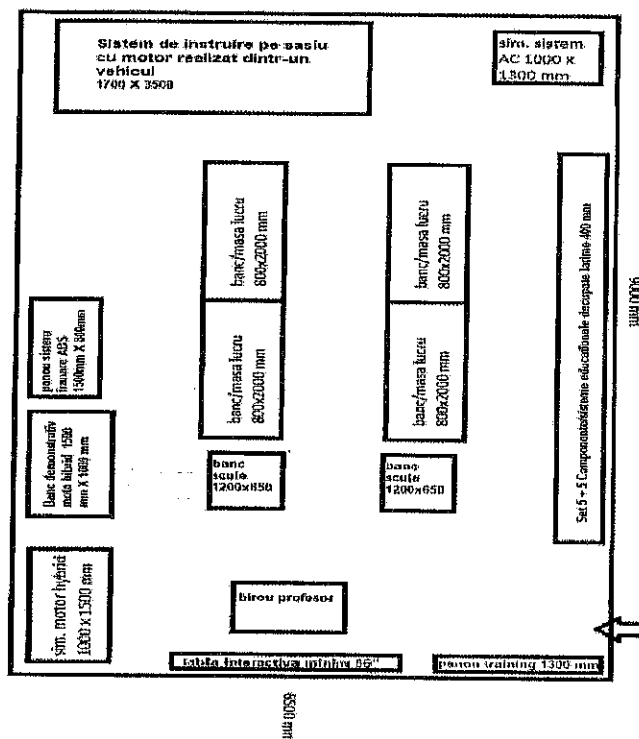 Sistem de instruire pe sasiu
cu motor realizat dintr-un
vehicul
1700 X 3500
sim. sistem
AC 1000 x
1300 mm
banc/masa lucru
800x2000 mm
banc/masa lucru
800x2000 mm
banc/masa lucru
800x2000 mm
banc/masa lucru
800x2000 mm
panou sistem
franare ABS
1300mm X 800mm
Banc demonstrativ
moto hibrid 1500
mm X 1000 mm
sim. motor hybrid
1000 x 1500 mm
banc
scule
1200x650
banc
scule
1200x650
Set 5 + 5 Componente/sisteme educationale decupate latime 400 mm
9000 mm
birou profesor
tabla interactiva
panou training 1300 mm
6500 mm